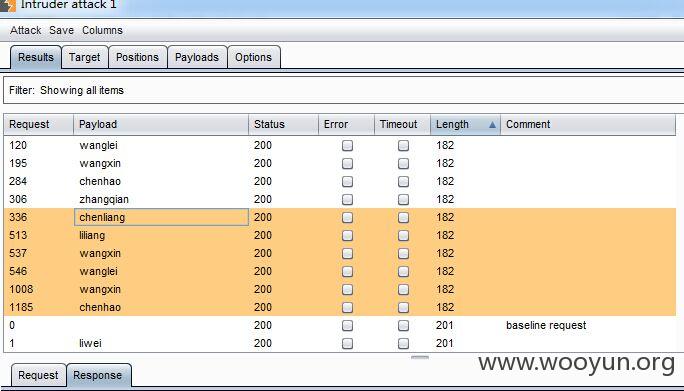 Intruder attack 1
Attack Save Columns
Results Target Positions Payloads Options
Filter: Showing all items
Request Payload Status Error Timeout Length Comment
120 wanglei 200 182
195 wangxin 200 182
284 chenhao 200 182
306 zhangqian 200 182
336 chenliang 200 182
513 liliang 200 182
537 wangxin 200 182
546 wanglei 200 182
1008 wangxin 200 182
1185 chenhao 200 182
0 200 201 baseline request
1 liwei 200 201
www.wooyun.org
Request Response